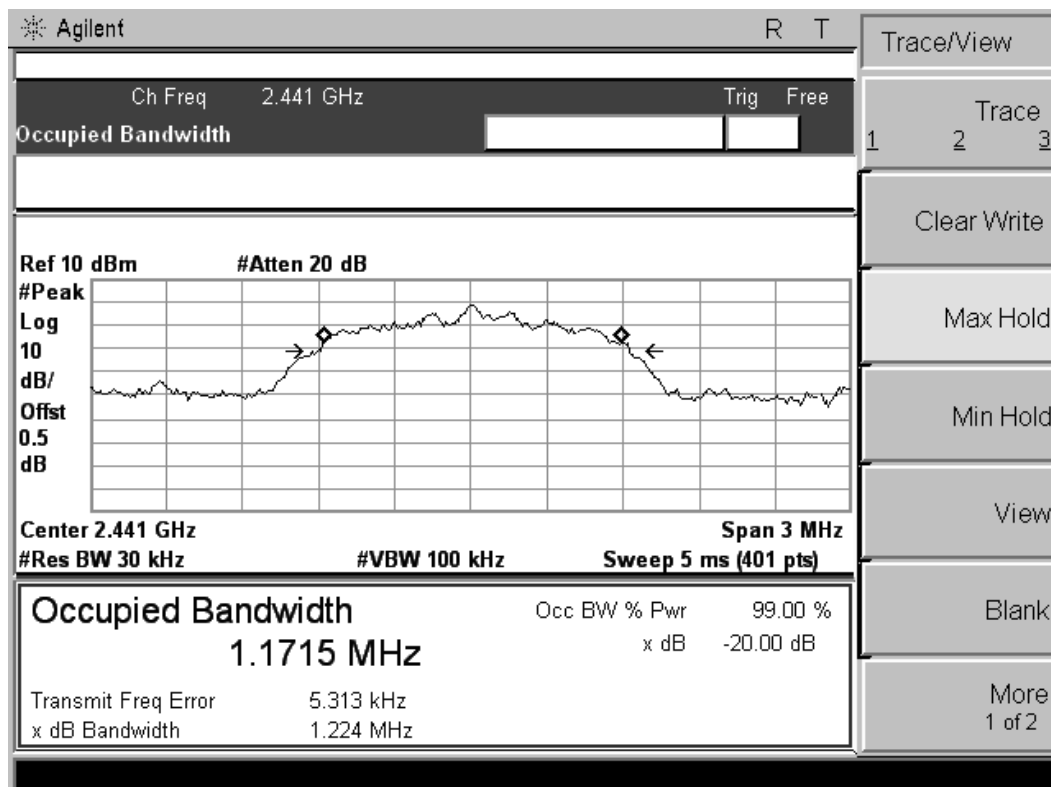 Agilent R T
Trace/View
Ch Freq 2.441 GHz Trig Free
Occupied Bandwidth
Trace
1 2 3
Clear Write
Max Hold
Min Hold
View
Blank
More
1 of 2
Ref 10 dBm #Atten 20 dB
#Peak
Log
10
dB/
Offst
0.5
dB
Center 2.441 GHz Span 3 MHz
#Res BW 30 kHz #VBW 100 kHz Sweep 5 ms (401 pts)
Occupied Bandwidth
1.1715 MHz
Occ BW % Pwr 99.00 %
x dB -20.00 dB
Transmit Freq Error 5.313 kHz
x dB Bandwidth 1.224 MHz